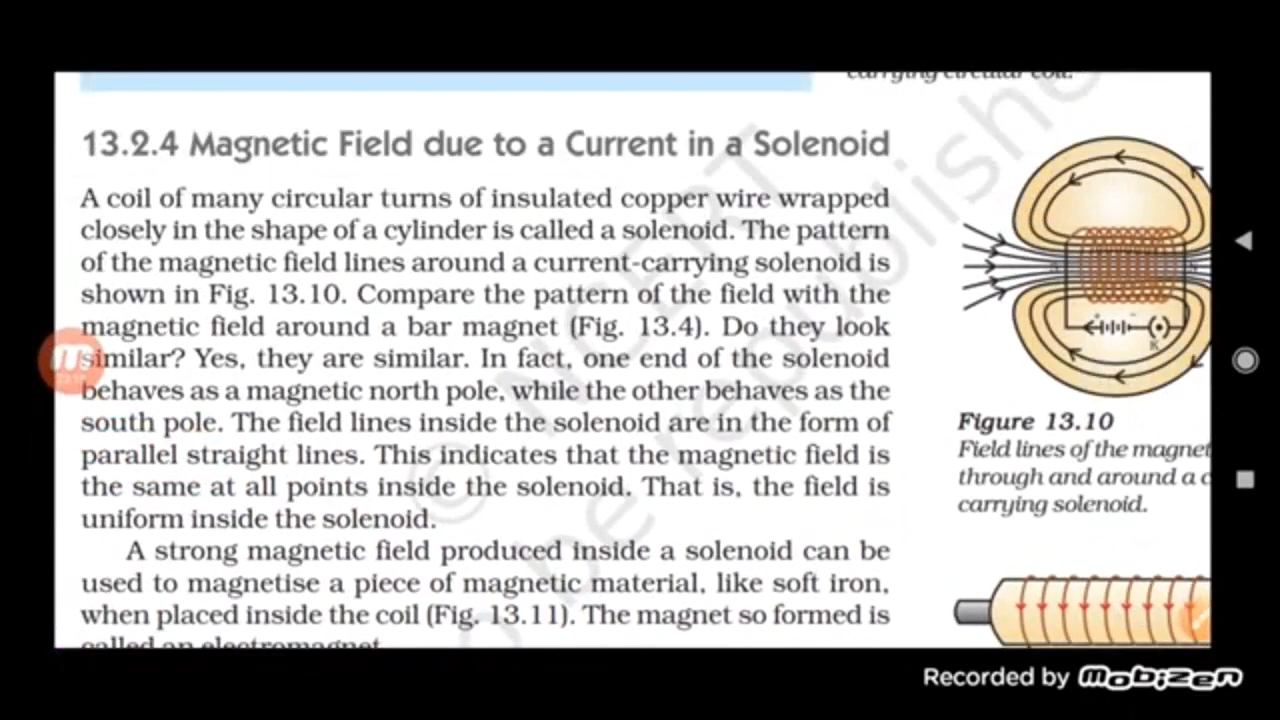 carrying circular coil.
13.2.4 Magnetic Field due to a Current in a Solenoid
A coil of many circular turns of insulated copper wire wrapped
closely in the shape of a cylinder is called a solenoid. The pattern
of the magnetic field lines around a current-carrying solenoid is
shown in Fig. 13.10. Compare the pattern of the field with the
magnetic field around a bar magnet (Fig. 13.4). Do they look
similar? Yes, they are similar. In fact, one end of the solenoid
behaves as a magnetic north pole, while the other behaves as the
south pole. The field lines inside the solenoid are in the form of
parallel straight lines. This indicates that the magnetic field is
the same at all points inside the solenoid. That is, the field is
uniform inside the solenoid.
A strong magnetic field produced inside a solenoid can be
used to magnetise a piece of magnetic material, like soft iron,
when placed inside the coil (Fig. 13.11). The magnet so formed is
called an electromagnet
K
Figure 13.10
Field lines of the magnet
through and around a c
carrying solenoid.
© NCERT
be republishe
Recorded by mobizen